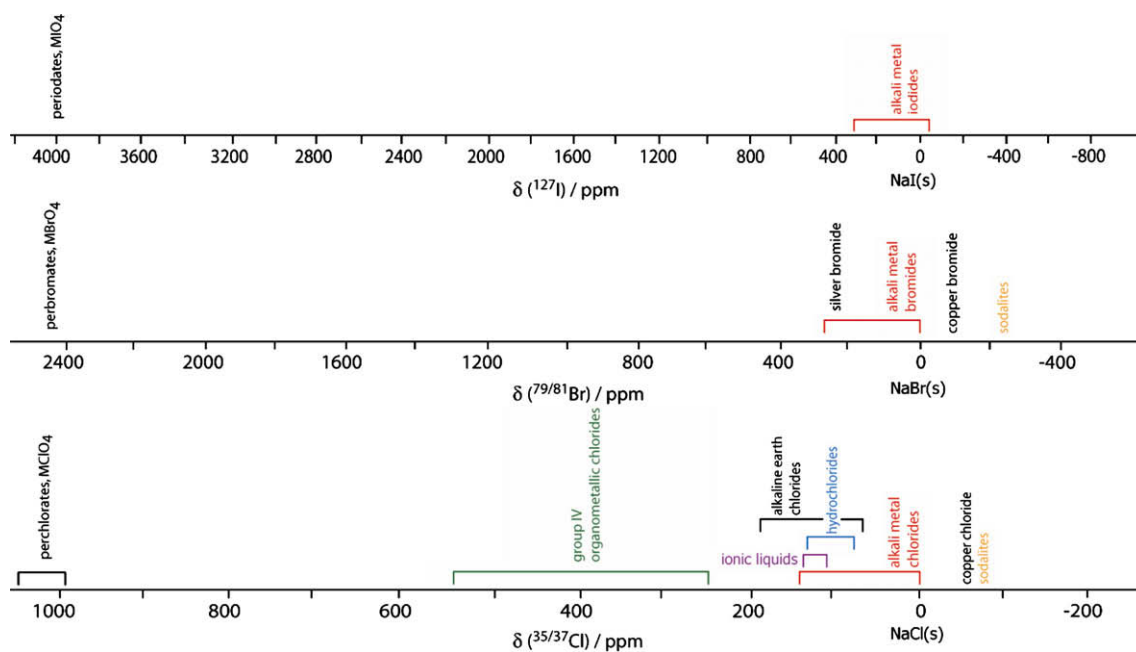 periodates, MIO4
alkali metal
iodides
4000 3600 3200 2800 2400 2000 1600 1200 800 400 0 -400 -800
δ (127I) / ppm
NaI(s)
perbromates, MBrO4
silver bromide
alkali metal
bromides
copper bromide
sodalites
2400 2000 1600 1200 800 400 0 -400
δ (79/81Br) / ppm
NaBr(s)
perchlorates, MClO4
group IV
organometallic chlorides
alkaline earth
chlorides
hydrochlorides
ionic liquids
alkali metal
chlorides
copper chloride
sodalites
1000 800 600 400 200 0 -200
δ (35/37Cl) / ppm
NaCl(s)